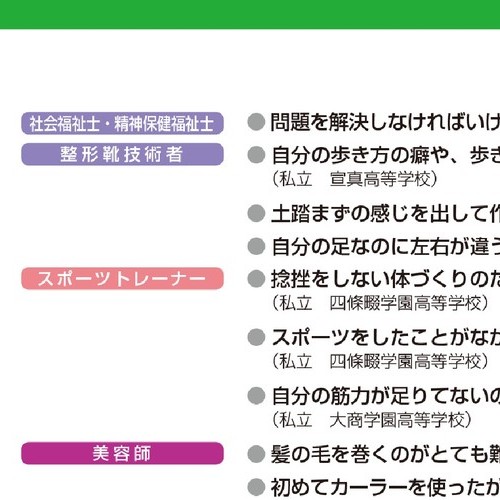 社会福祉士・精神保健福祉士
● 問題を解決しなければいけ
整形靴技術者
● 自分の歩き方の癖や、歩き
（私立　宣真高等学校）
● 土踏まずの感じを出して作
● 自分の足なのに左右が違う
スポーツトレーナー
● 捻挫をしない体づくりのた
（私立　四條畷学園高等学校）
● スポーツをしたことがなか
（私立　四條畷学園高等学校）
● 自分の筋力が足りてないの
（私立　大商学園高等学校）
美容師
● 髪の毛を巻くのがとても難
● 初めてカーラーを使ったが